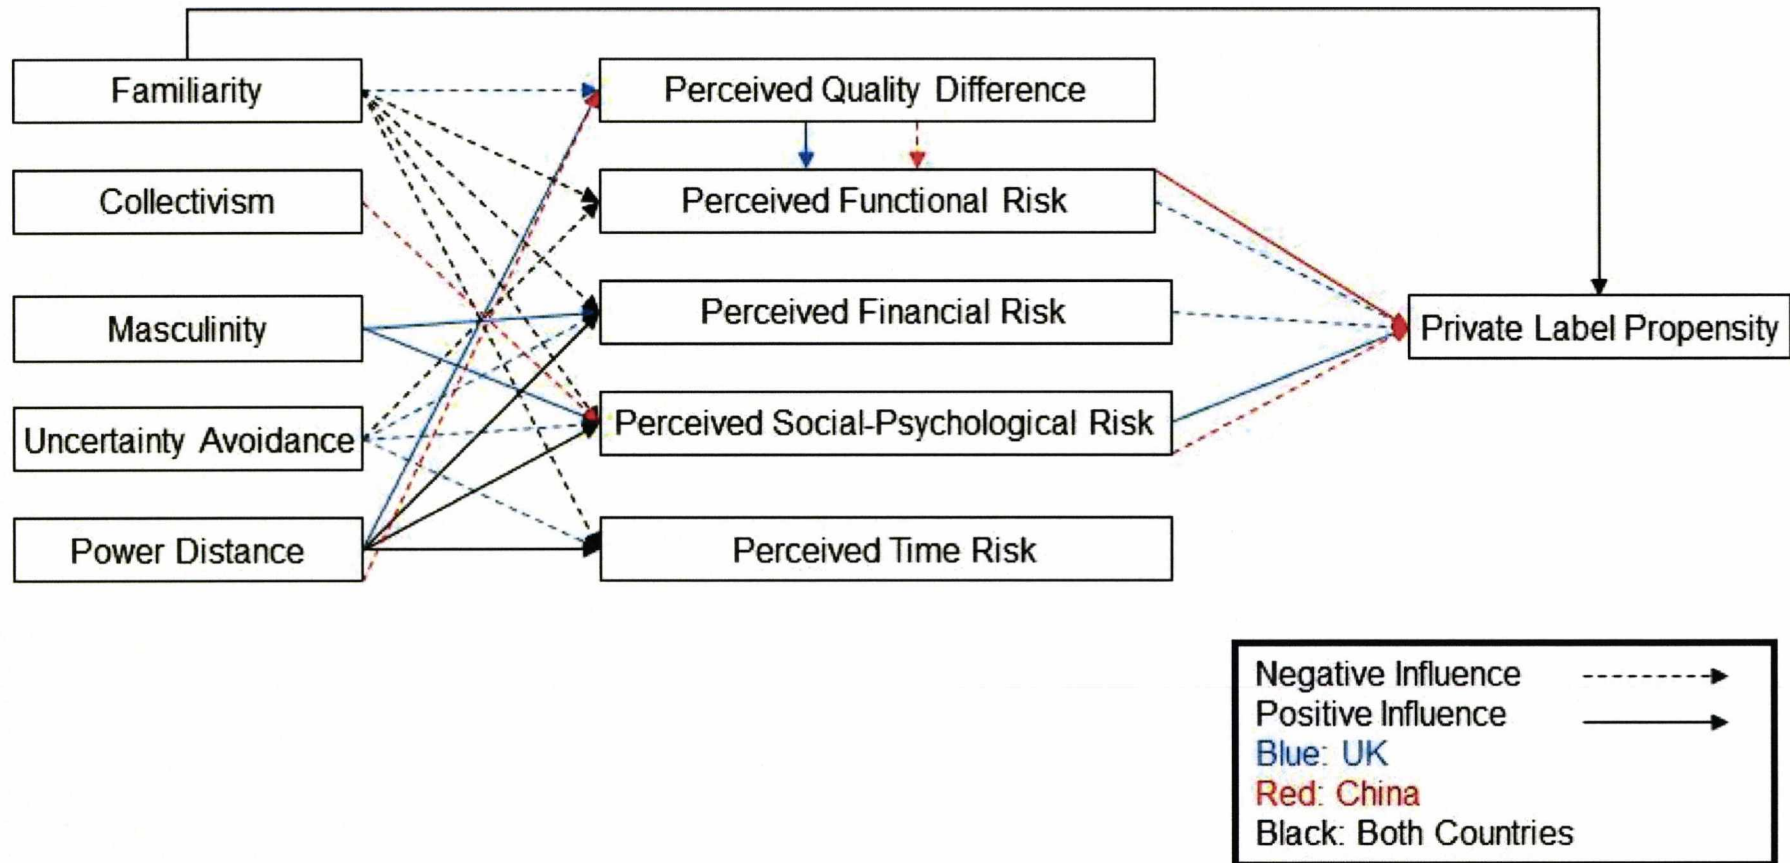 Familiarity
Collectivism
Masculinity
Uncertainty Avoidance
Power Distance
Perceived Quality Difference
Perceived Functional Risk
Perceived Financial Risk
Perceived Social-Psychological Risk
Perceived Time Risk
Private Label Propensity
Negative Influence
Positive Influence
Blue: UK
Red: China
Black: Both Countries